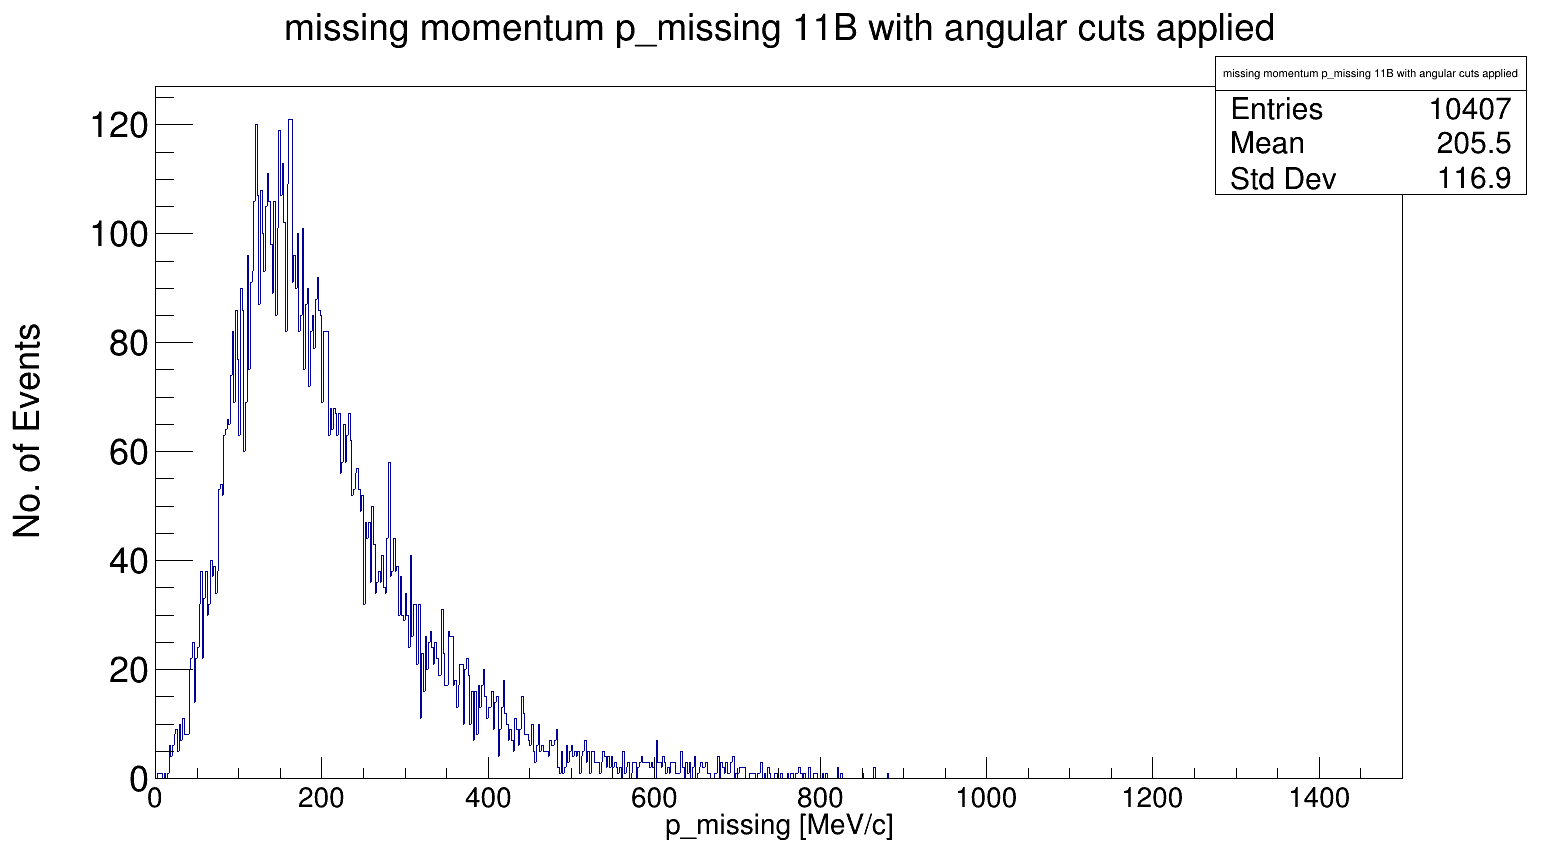 missing momentum p_missing 11B with angular cuts applied
missing momentum p_missing 11B with angular cuts applied
Entries 10407
Mean 205.5
Std Dev 116.9
No. of Events
120
100
80
60
40
20
0
0 200 400 600 800 1000 1200 1400
p_missing [MeV/c]